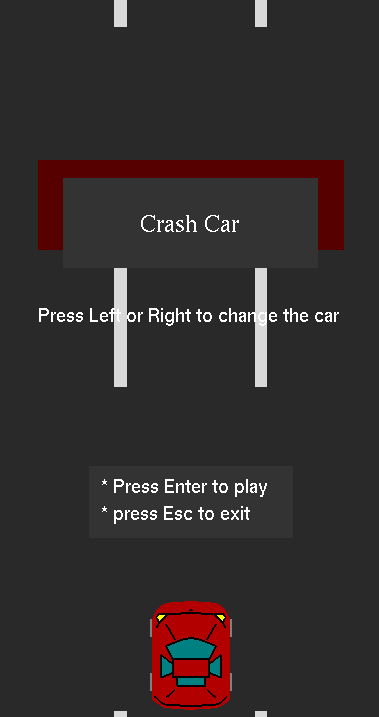 Crash Car
Press Left or Right to change the car
* Press Enter to play
* press Esc to exit